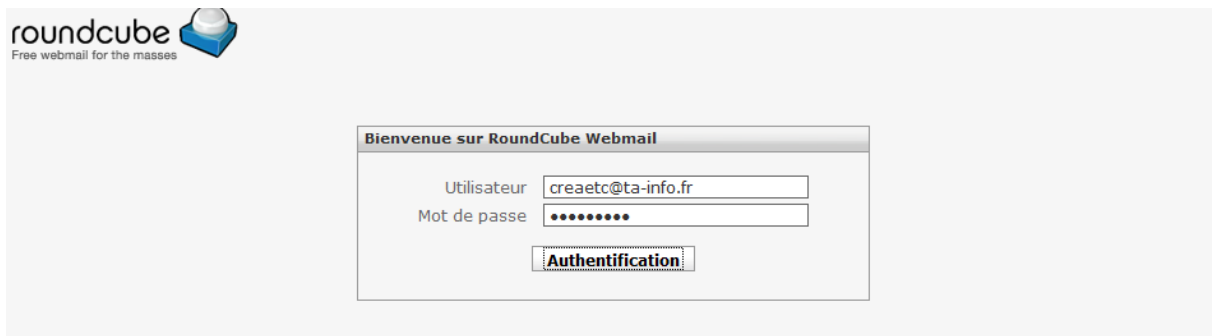 roundcube
Free webmail for the masses
Bienvenue sur RoundCube Webmail
Utilisateur creaetc@ta-info.fr
Mot de passe •••••••••
Authentification